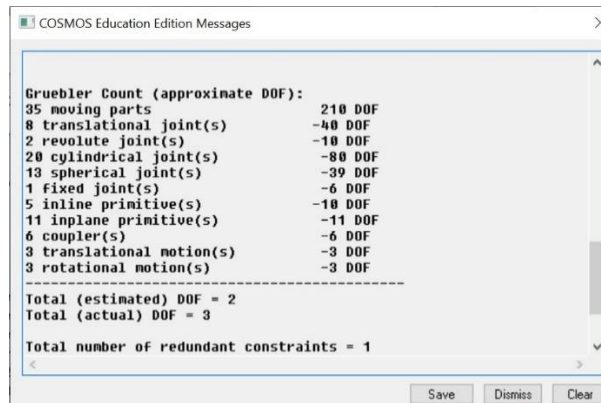 COSMOS Education Edition Messages
Gruebler Count (approximate DOF):
35 moving parts 210 DOF
8 translational joint(s) -40 DOF
2 revolute joint(s) -10 DOF
20 cylindrical joint(s) -80 DOF
13 spherical joint(s) -39 DOF
1 fixed joint(s) -6 DOF
5 inline primitive(s) -10 DOF
11 inplane primitive(s) -11 DOF
6 coupler(s) -6 DOF
3 translational motion(s) -3 DOF
3 rotational motion(s) -3 DOF
--------------------------------------------------
Total (estimated) DOF = 2
Total (actual) DOF = 3
Total number of redundant constraints = 1
Save Dismiss Clear